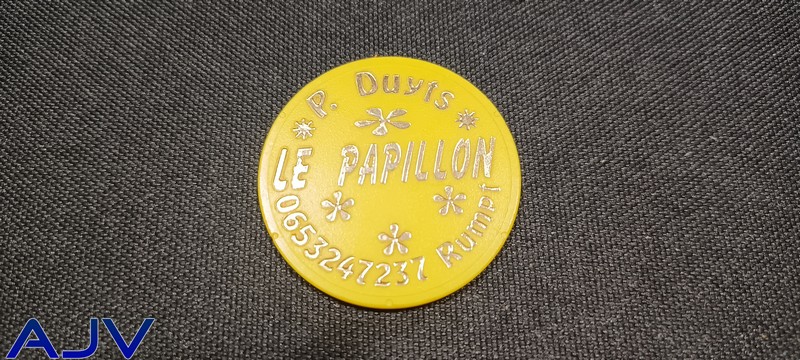 P. Duyts
LE PAPILLON
0653247237 Rumpt
AJV